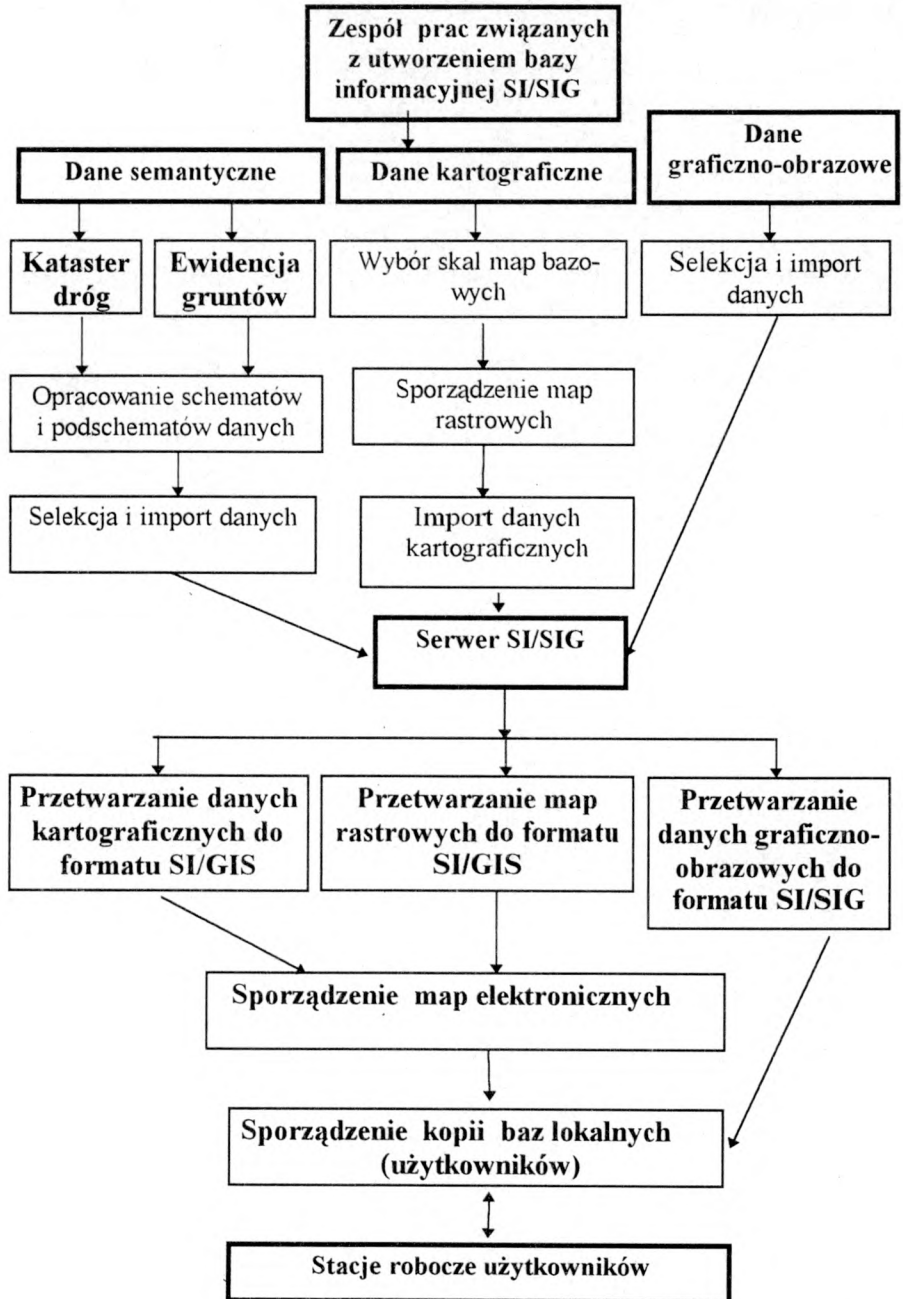 Zespół prac związanych
z utworzeniem bazy
informacyjnej SI/SIG
Dane
graficzno-obrazowe
Dane semantyczne
Dane kartograficzne
Kataster
dróg
Ewidencja
gruntów
Wybór skal map bazo-
wych
Selekcja i import
danych
Opracowanie schematów
i podschematów danych
Sporządzenie map
rastrowych
Selekcja i import danych
Import danych
kartograficznych
Serwer SI/SIG
Przetwarzanie danych
kartograficznych do
formatu SI/GIS
Przetwarzanie map
rastrowych do formatu
SI/GIS
Przetwarzanie
danych graficzno-
obrazowych do
formatu SI/SIG
Sporządzenie map elektronicznych
Sporządzenie kopii baz lokalnych
(użytkowników)
Stacje robocze użytkowników